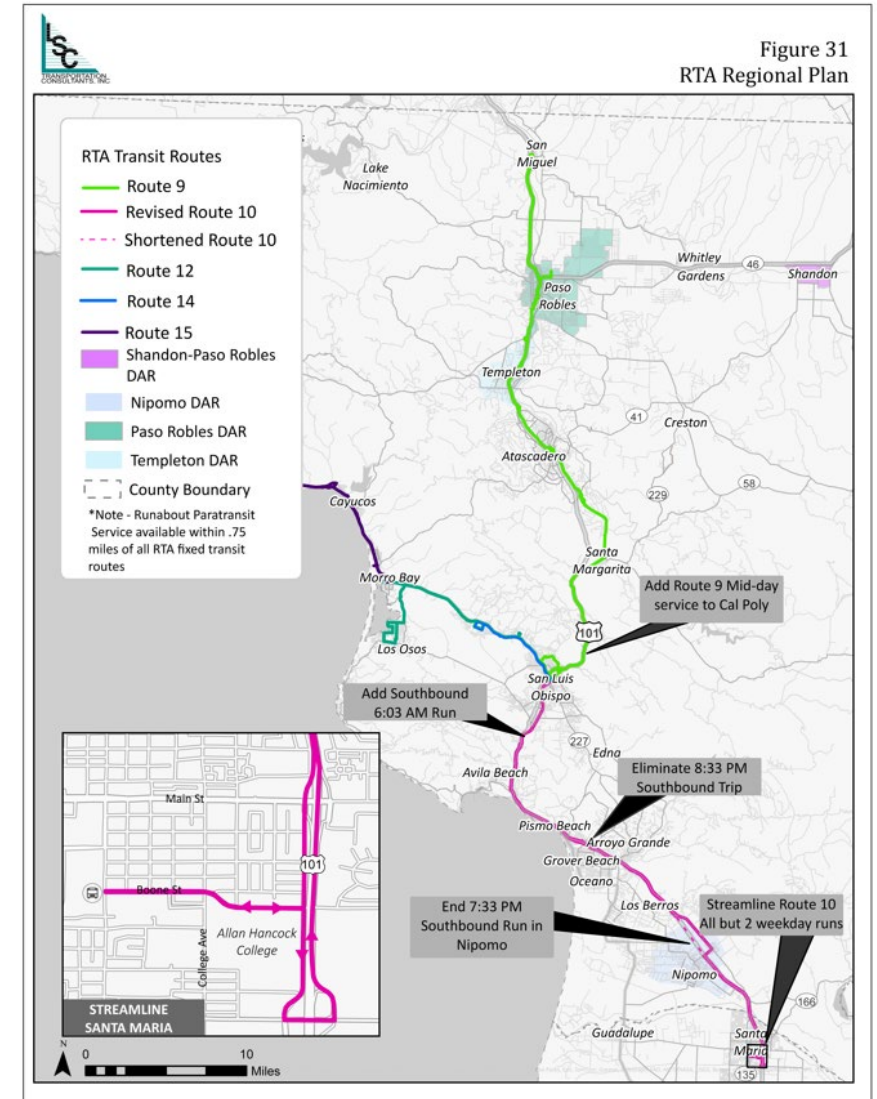 LSC
TRANSPORTATION
CONSULTANTS, INC.
Figure 31
RTA Regional Plan
RTA Transit Routes
Route 9
Revised Route 10
Shortened Route 10
Route 12
Route 14
Route 15
Shandon-Paso Robles
DAR
Nipomo DAR
Paso Robles DAR
Templeton DAR
County Boundary
*Note - Runabout Paratransit
Service available within .75
miles of all RTA fixed transit
routes
San
Miguel
Lake
Nacimiento
Whitley
Gardens
46
Shandon
Paso
Robles
Templeton
41
Creston
Atascadero
58
229
Cayucos
Santa
Margarita
Morro Bay
Add Route 9 Mid-day
service to Cal Poly
101
Los Osos
San Luis
Obispo
Add Southbound
6:03 AM Run
227
Edna
Avila Beach
Eliminate 8:33 PM
Southbound Trip
Pismo Beach
Arroyo Grande
Grover Beach
Oceano
Los Berros
Streamline Route 10
All but 2 weekday runs
End 7:33 PM
Southbound Run in
Nipomo
Nipomo
166
Guadalupe
Santa
Maria
135
Main St
101
Boone St
College Ave
Allan Hancock
College
STREAMLINE
SANTA MARIA
N
0 10
Miles